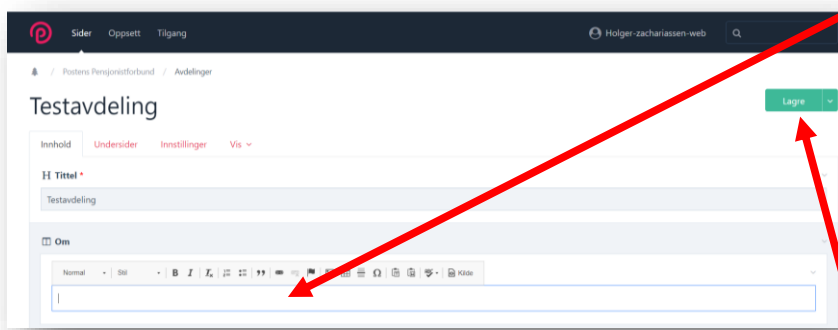 Sider Oppsett Tilgang Holger-zachariassen-web
/ Postens Pensjonistforbund / Avdelinger
Testavdeling
Lagre
Innhold Undersider Innstillinger Vis
H Tittel *
Testavdeling
Om
Normal Stil B I Ix Ω Kilde